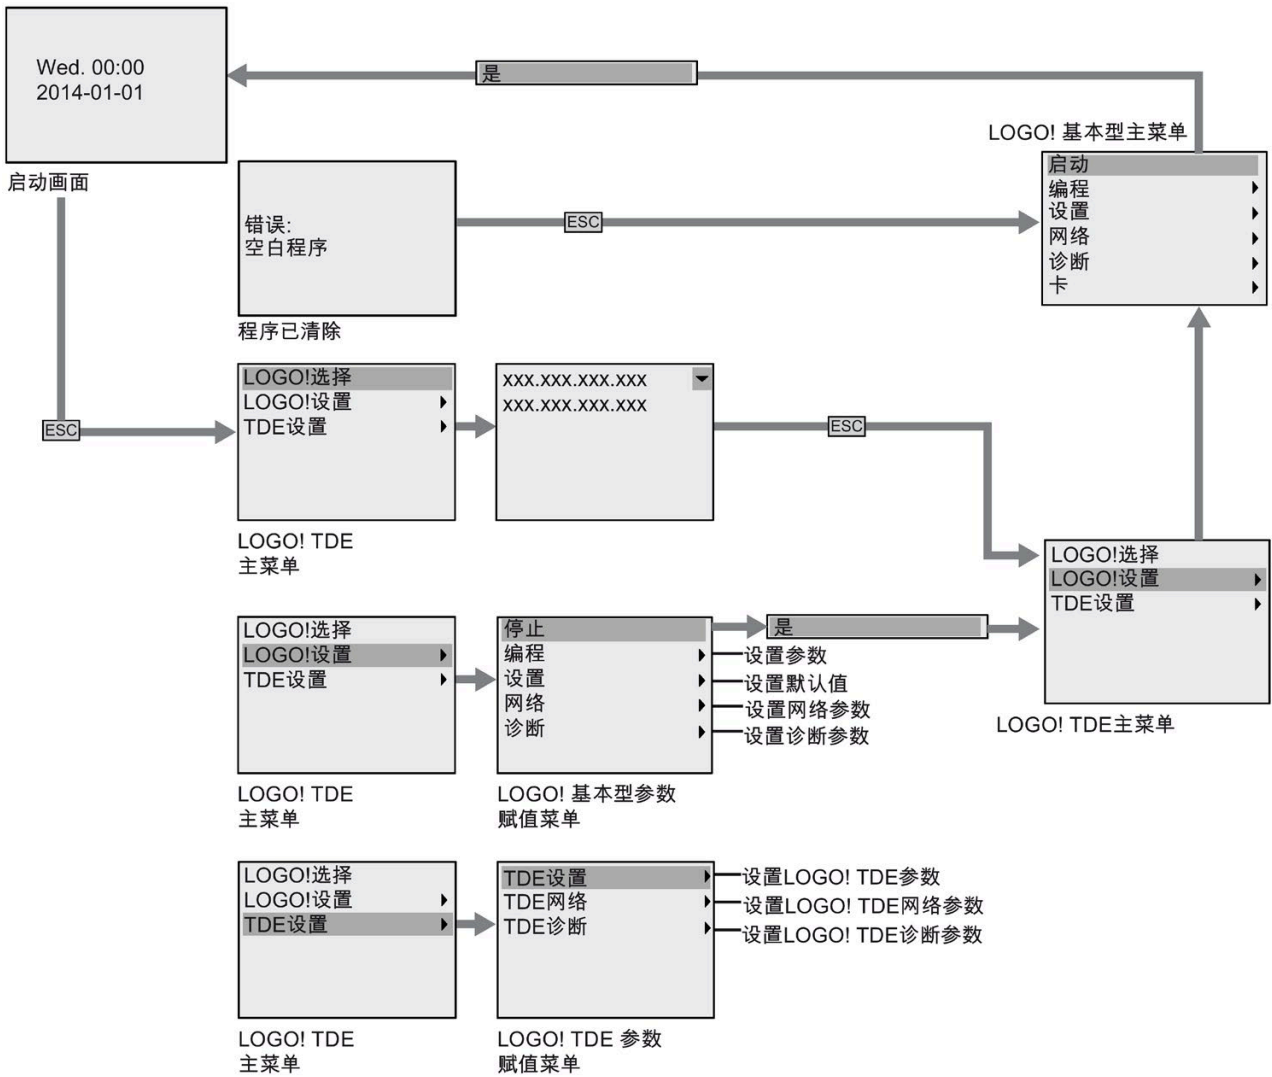 Wed. 00:00
2014-01-01
启动画面
是
LOGO! 基本型主菜单
启动
编程
设置
网络
诊断
卡
错误:
空白程序
ESC
程序已清除
LOGO!选择
LOGO!设置
TDE设置
xxx.xxx.xxx.xxx
xxx.xxx.xxx.xxx
ESC
ESC
LOGO! TDE
主菜单
LOGO!选择
LOGO!设置
TDE设置
LOGO! TDE主菜单
LOGO!选择
LOGO!设置
TDE设置
停止
编程
设置
网络
诊断
是
设置参数
设置默认值
设置网络参数
设置诊断参数
LOGO! TDE
主菜单
LOGO! 基本型参数
赋值菜单
LOGO!选择
LOGO!设置
TDE设置
TDE设置
TDE网络
TDE诊断
设置LOGO! TDE参数
设置LOGO! TDE网络参数
设置LOGO! TDE诊断参数
LOGO! TDE
主菜单
LOGO! TDE 参数
赋值菜单